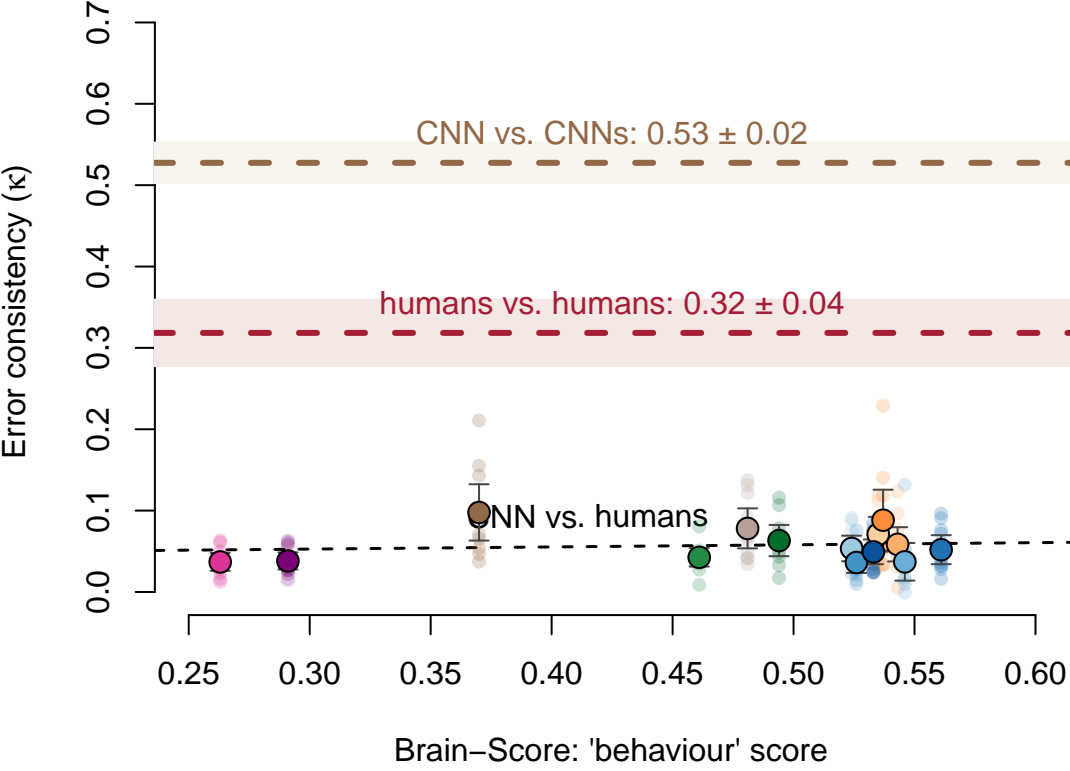 0.7
0.6
0.5
0.4
0.3
0.2
0.1
0.0
Error consistency (κ)
CNN vs. CNNs: 0.53 ± 0.02
humans vs. humans: 0.32 ± 0.04
NN vs. humans
0.25 0.30 0.35 0.40 0.45 0.50 0.55 0.60
Brain−Score: 'behaviour' score